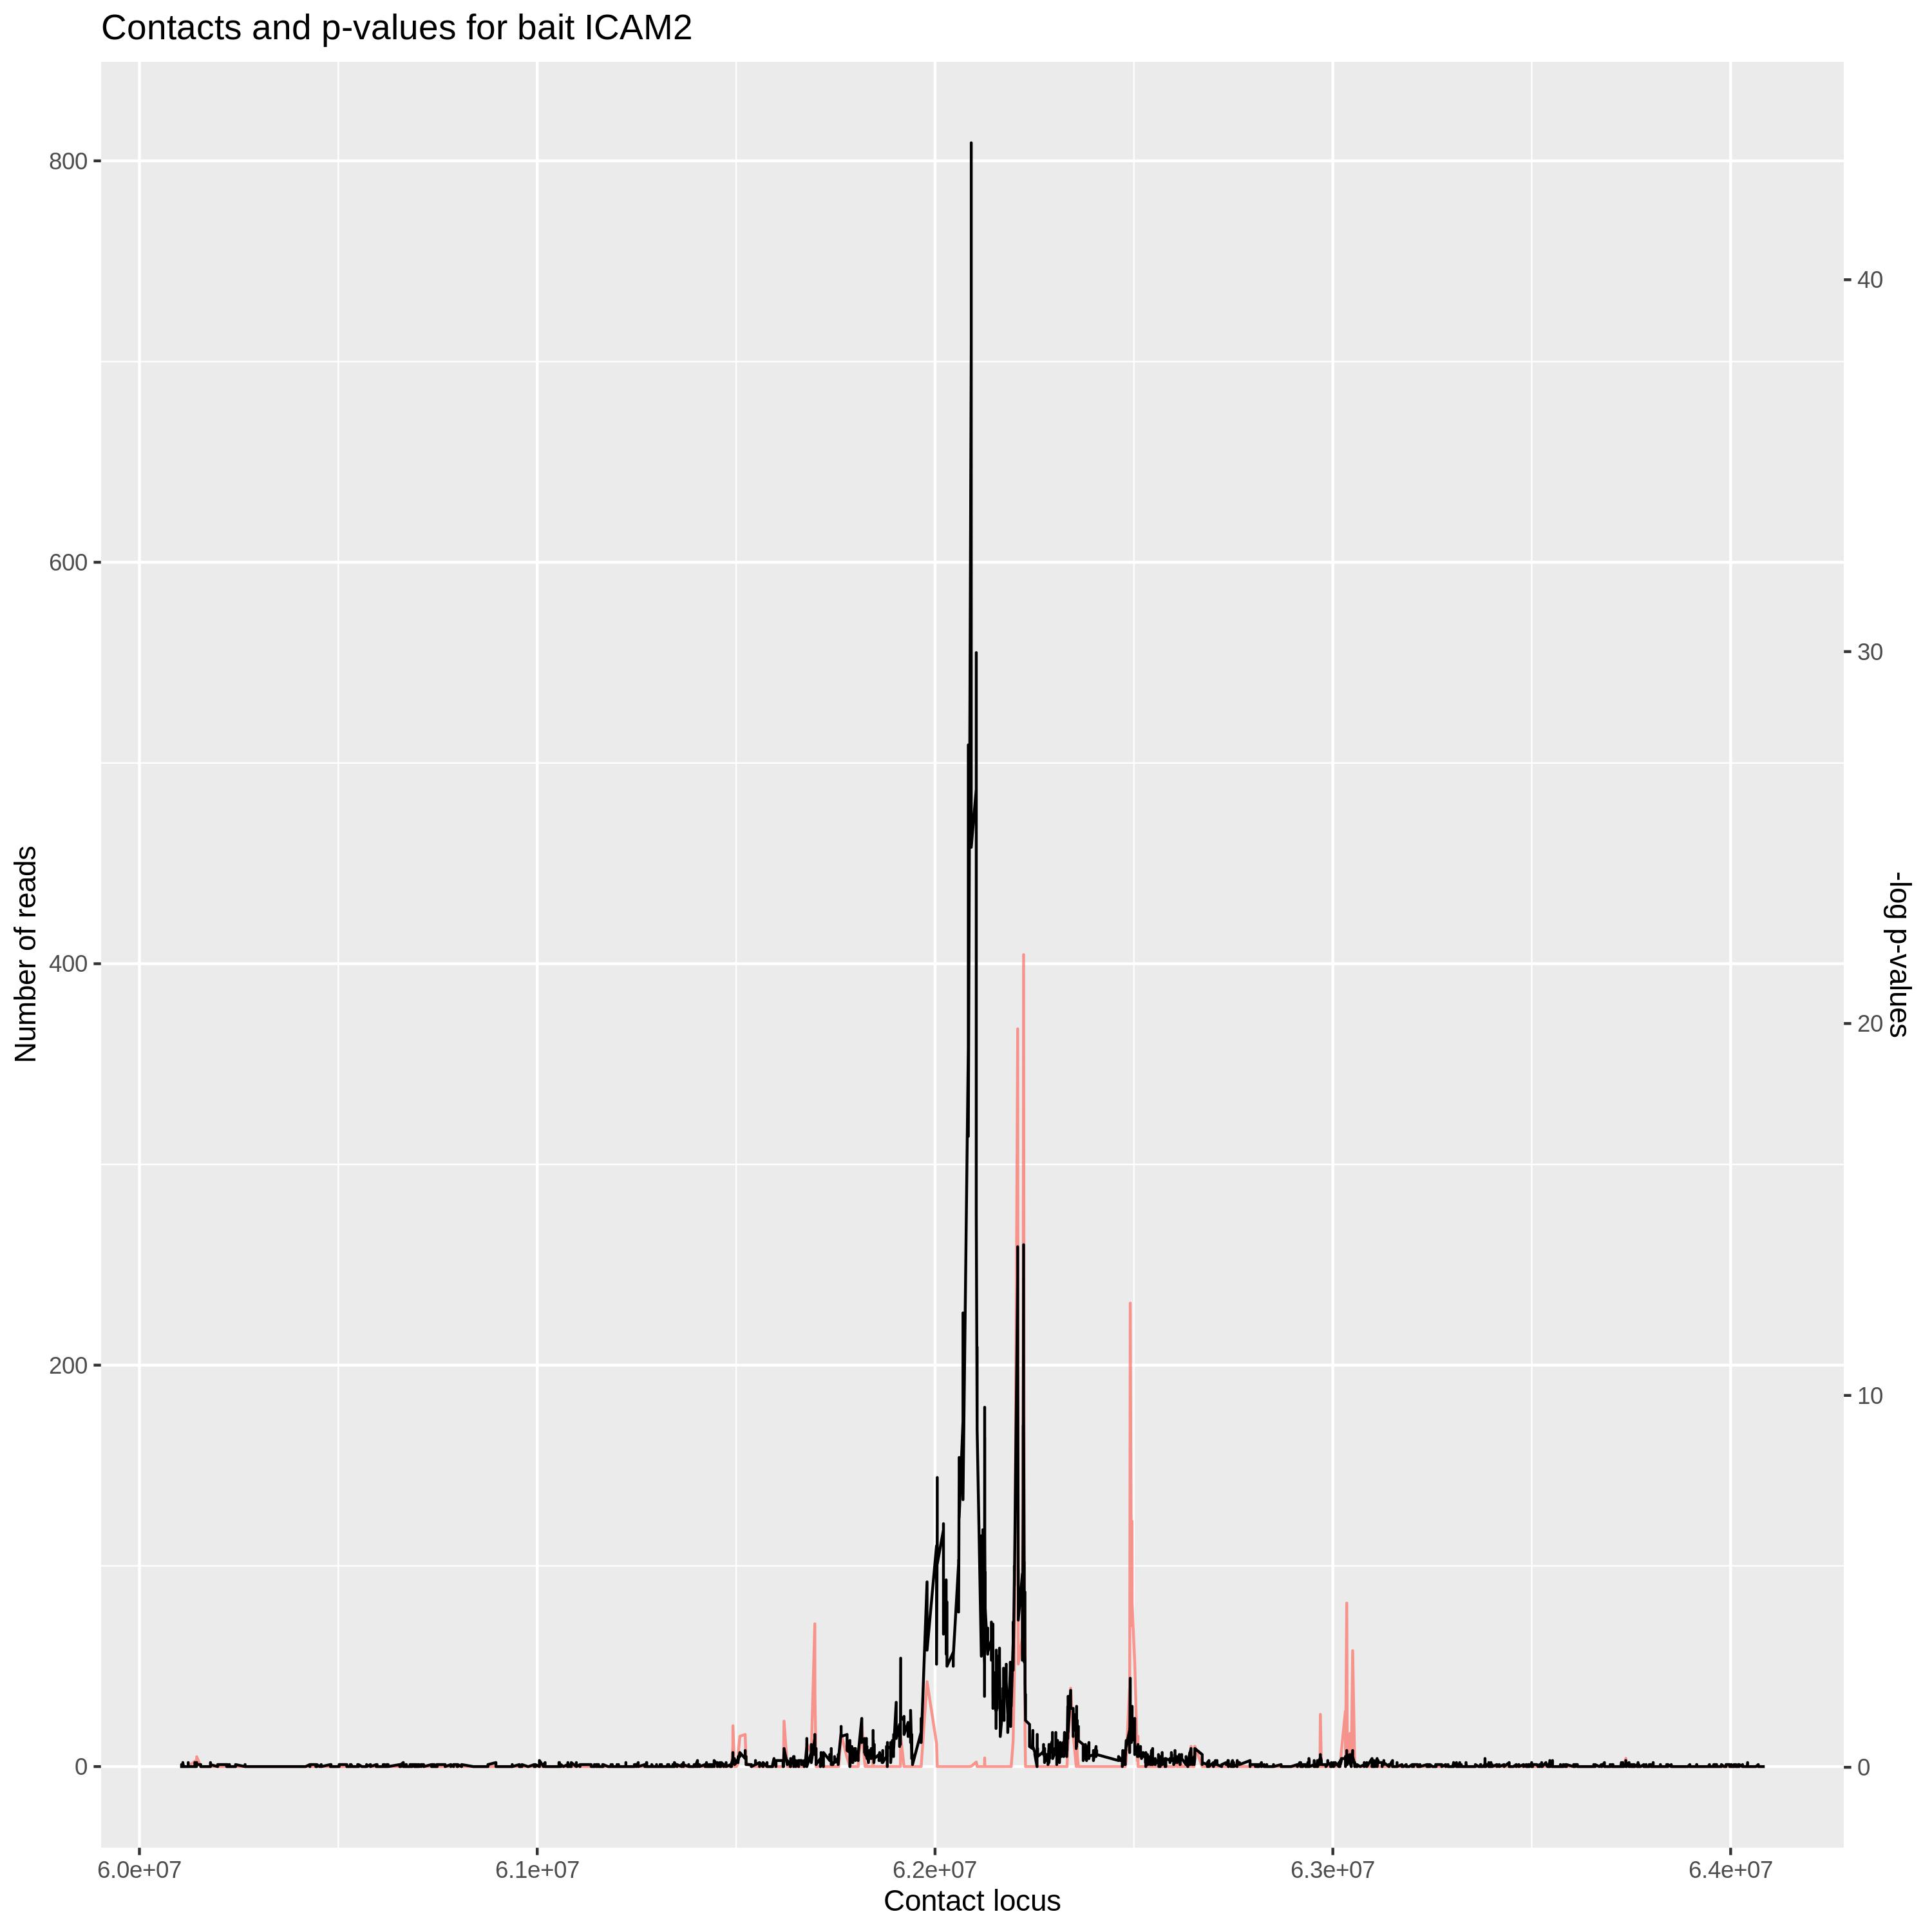 Contacts and p-values for bait ICAM2
800
600
400
200
0
Number of reads
40
30
20
10
0
-log p-values
6.0e+07 6.1e+07 6.2e+07 6.3e+07 6.4e+07
Contact locus